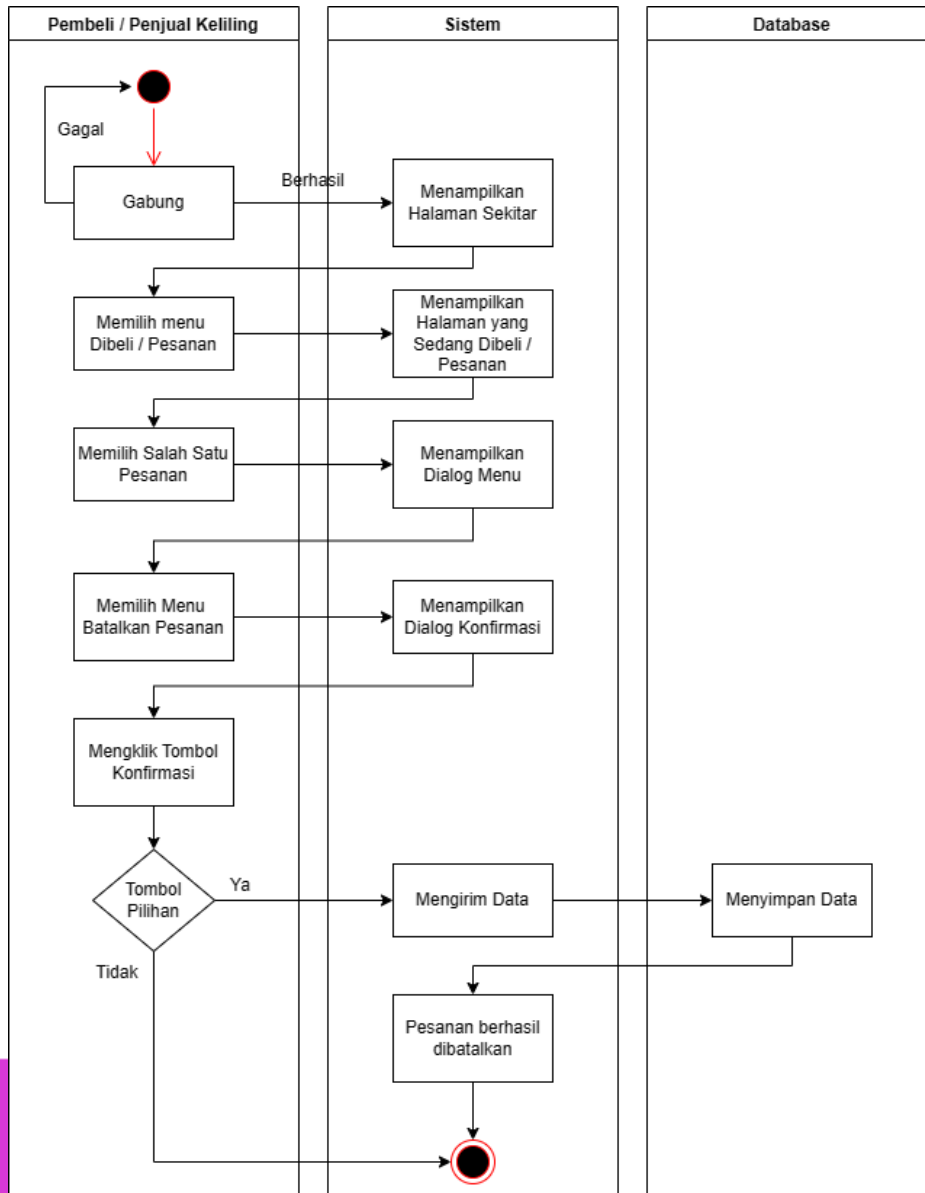 Pembeli / Penjual Keliling
Sistem
Database
Gagal
Gabung
Berhasil
Menampilkan
Halaman Sekitar
Memilih menu
Dibeli / Pesanan
Menampilkan
Halaman yang
Sedang Dibeli /
Pesanan
Memilih Salah Satu
Pesanan
Menampilkan
Dialog Menu
Memilih Menu
Batalkan Pesanan
Menampilkan
Dialog Konfirmasi
Mengklik Tombol
Konfirmasi
Tombol
Pilihan
Ya
Mengirim Data
Menyimpan Data
Tidak
Pesanan berhasil
dibatalkan